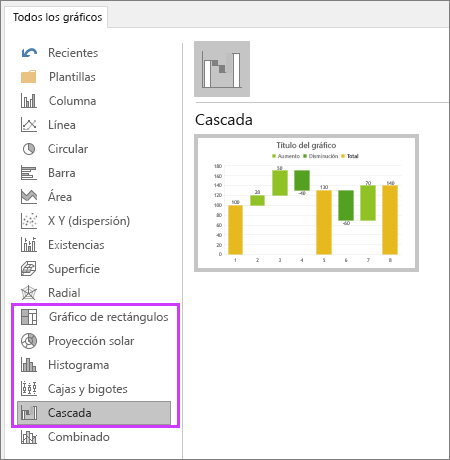 Todos los gráficos
Recientes
Plantillas
Columna
Línea
Circular
Barra
Área
X Y (dispersión)
Existencias
Superficie
Radial
Gráfico de rectángulos
Proyección solar
Histograma
Cajas y bigotes
Cascada
Combinado
Cascada
Título del gráfico
Aumento Disminución Total
180
160
140
120
100
80
60
40
20
0
100 20 50 -40 130 -60 70 140
1 2 3 4 5 6 7 8